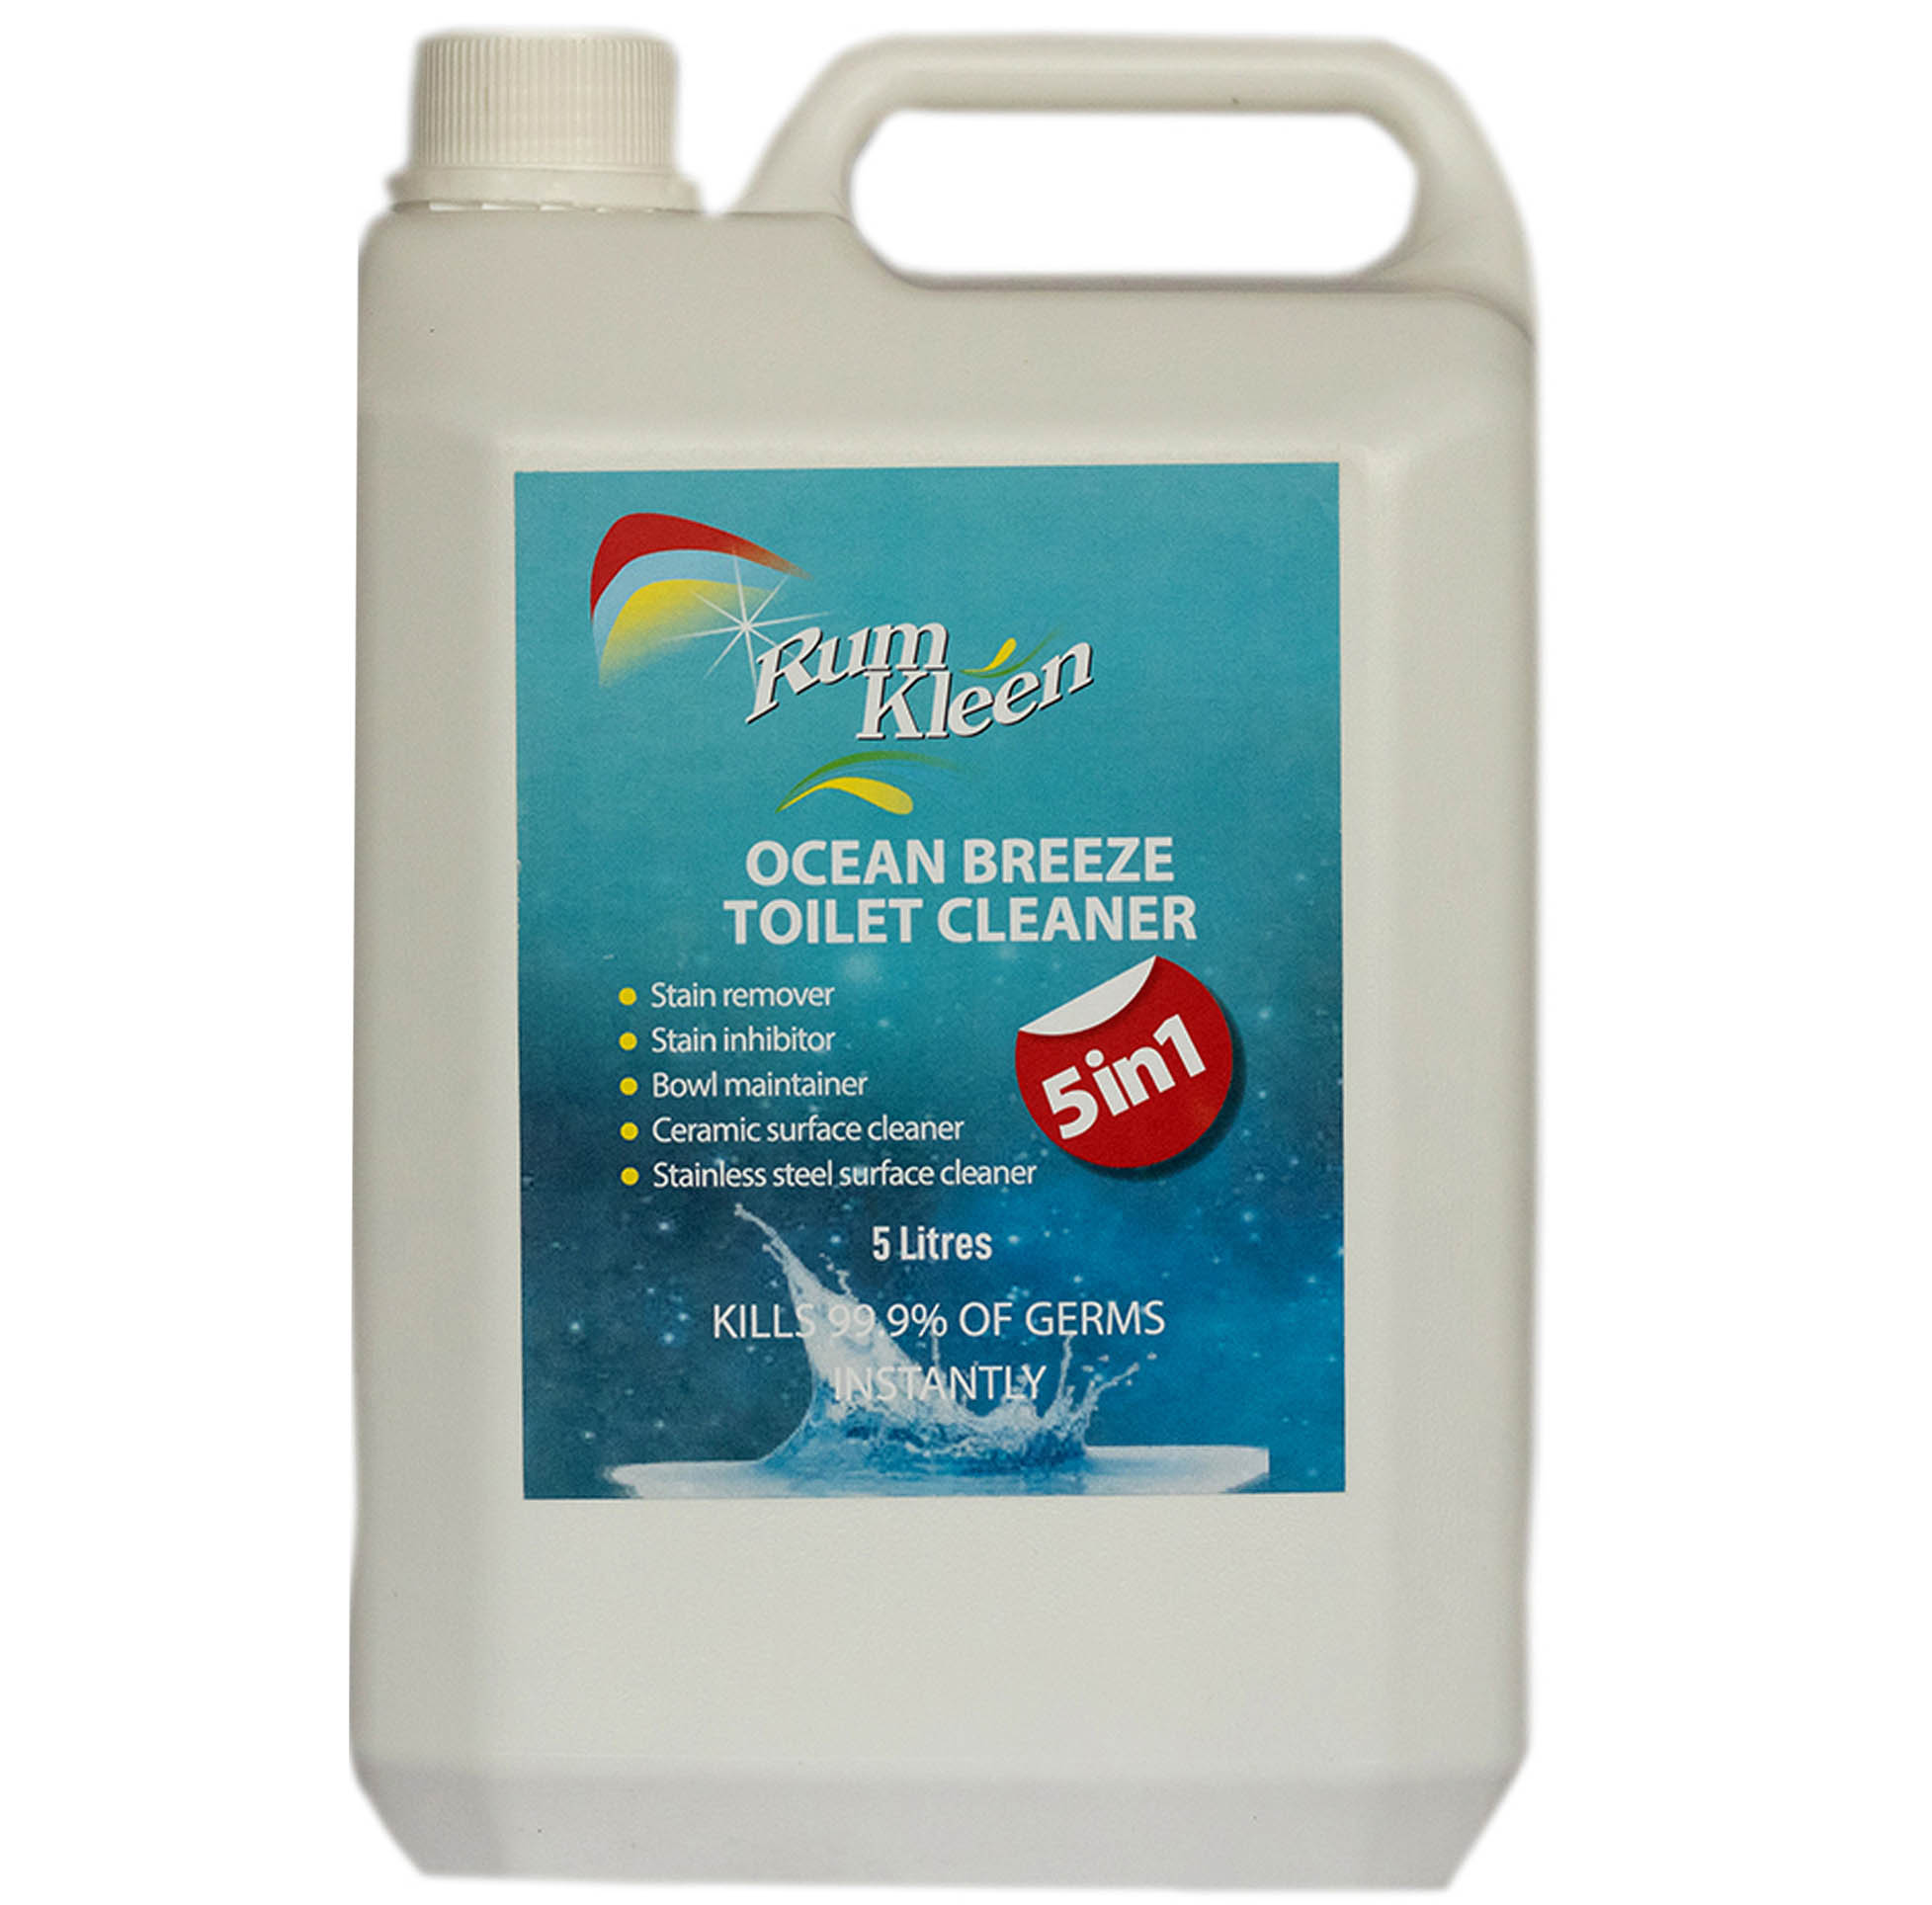 Rum
Kleen
OCEAN BREEZE
TOILET CLEANER
Stain remover
Stain inhibitor
Bowl maintainer
Ceramic surface cleaner
Stainless steel surface cleaner
5in1
5 Litres
KILLS 99.9% OF GERMS
INSTANTLY